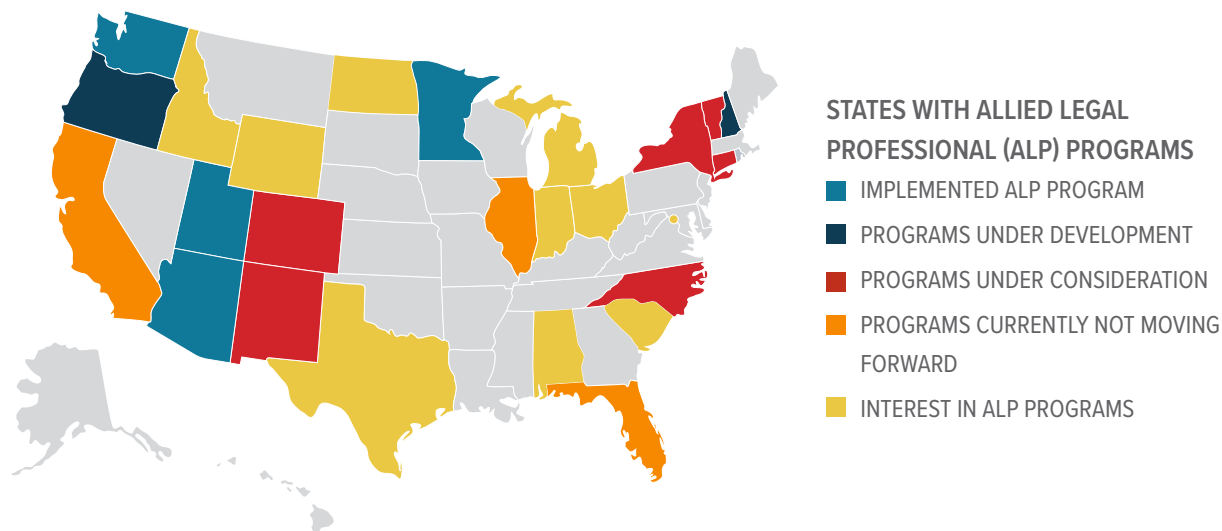 STATES WITH ALLIED LEGAL
PROFESSIONAL (ALP) PROGRAMS
IMPLEMENTED ALP PROGRAM
PROGRAMS UNDER DEVELOPMENT
PROGRAMS UNDER CONSIDERATION
PROGRAMS CURRENTLY NOT MOVING
FORWARD
INTEREST IN ALP PROGRAMS